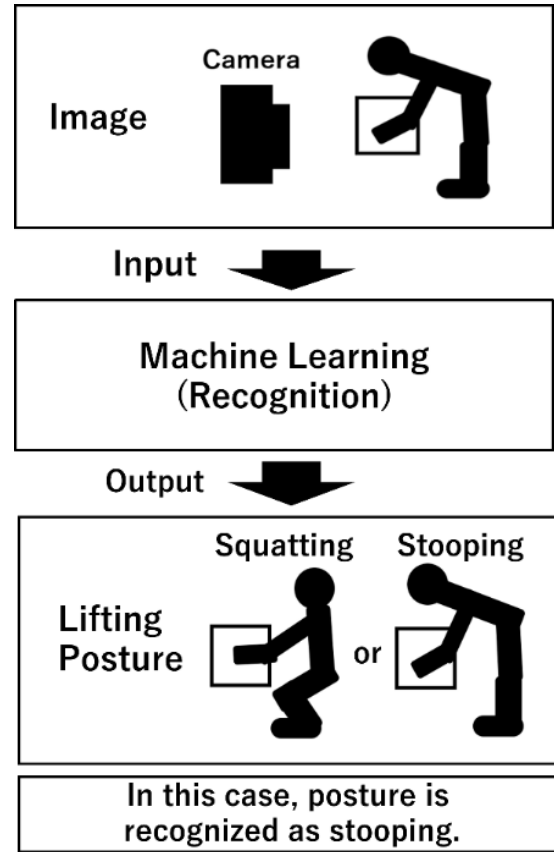 Camera
Image
Input
Machine Learning
(Recognition)
Output
Squatting Stooping
Lifting
Posture
or
In this case, posture is
recognized as stooping.